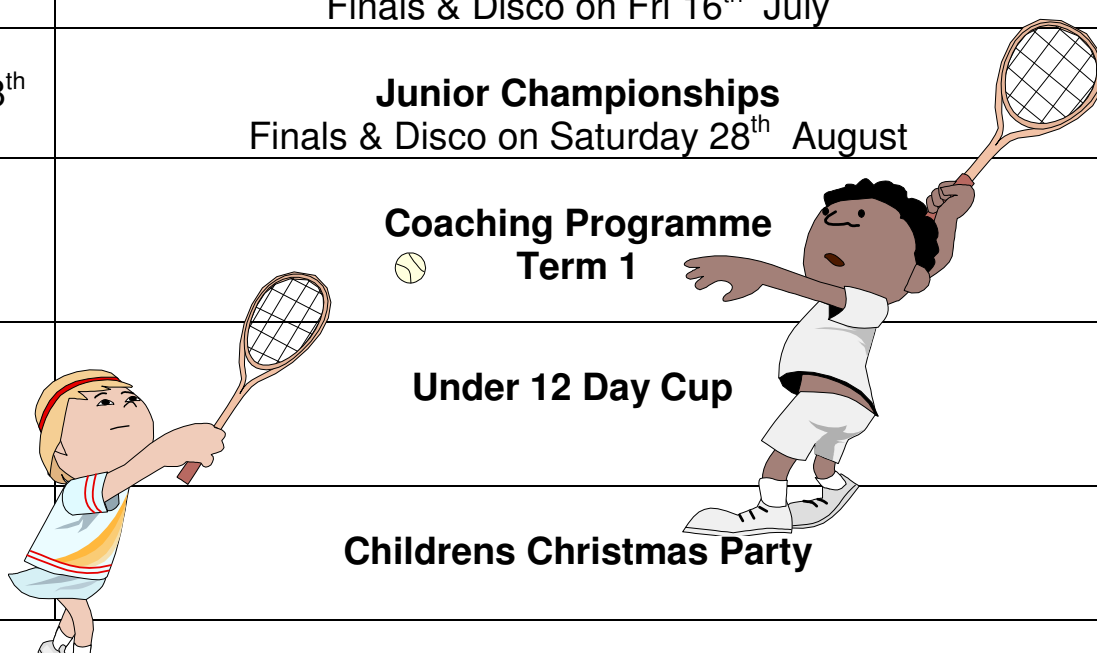 Finals & Disco on Fri 16th July
Junior Championships
Finals & Disco on Saturday 28th August
Coaching Programme
Term 1
Under 12 Day Cup
Childrens Christmas Party